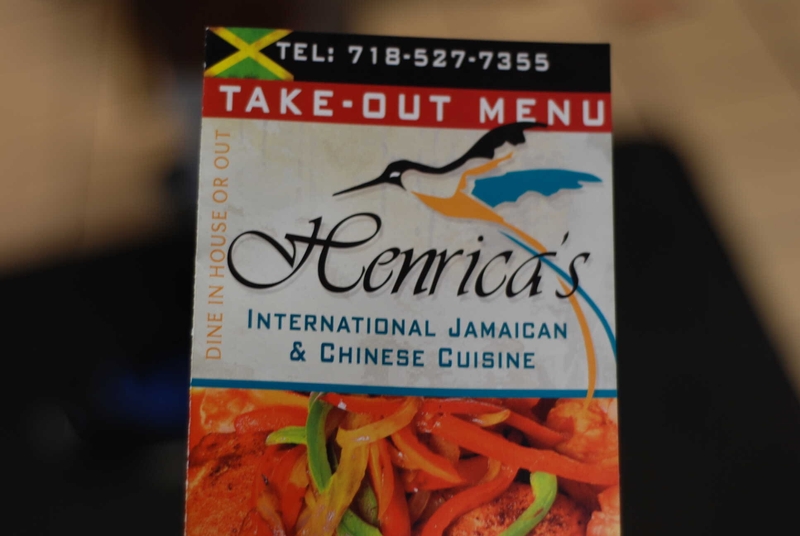 TEL: 718-527-7355
TAKE-OUT MENU
DINE IN HOUSE OR OUT
Henrica's
INTERNATIONAL JAMAICAN
& CHINESE CUISINE